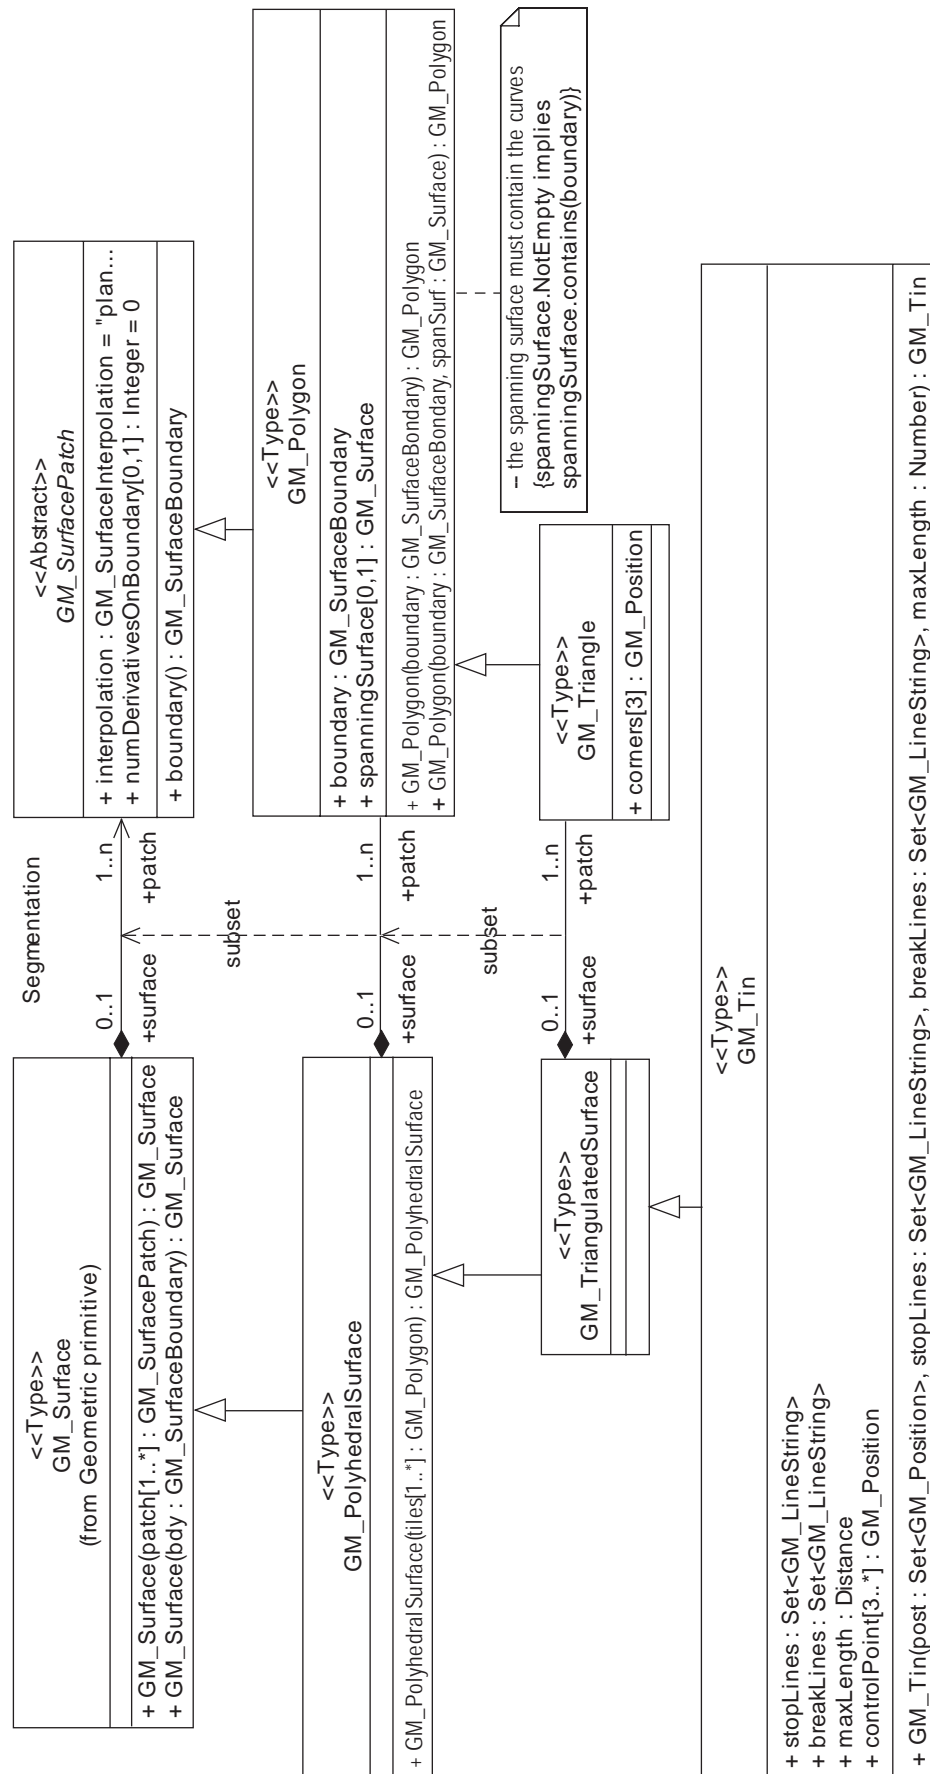 <<Type>>
GM_Surface
(from Geometric primitive)
+ GM_Surface(patch[1..*] : GM_SurfacePatch) : GM_Surface
+ GM_Surface(bdy : GM_SurfaceBoundary) : GM_Surface
Segmentation
0..1
+surface
1..n
+patch
<<Abstract>>
GM_SurfacePatch
+ interpolation : GM_SurfaceInterpolation = "plan...
+ numDerivativesOnBoundary[0,1] : Integer = 0
+ boundary() : GM_SurfaceBoundary
subset
<<Type>>
GM_PolyhedralSurface
+ GM_PolyhedralSurface(tiles[1..*] : GM_Polygon) : GM_PolyhedralSurface
0..1
+surface
1..n
+patch
<<Type>>
GM_Polygon
+ boundary : GM_SurfaceBoundary
+ spanningSurface[0,1] : GM_Surface
+ GM_Polygon(boundary : GM_SurfaceBondary) : GM_Polygon
+ GM_Polygon(boundary : GM_SurfaceBondary, spanSurf : GM_Surface) : GM_Polygon
subset
<<Type>>
GM_TriangulatedSurface
0..1
+surface
1..n
+patch
<<Type>>
GM_Triangle
+ corners[3] : GM_Position
-- the spanning surface must contain the curves
{spanningSurface.NotEmpty implies
spanningSurface.contains(boundary)}
<<Type>>
GM_Tin
+ stopLines : Set<GM_LineString>
+ breakLines : Set<GM_LineString>
+ maxLength : Distance
+ controlPoint[3..*] : GM_Position
+ GM_Tin(post : Set<GM_Position>, stopLines : Set<GM_LineString>, breakLines : Set<GM_LineString>, maxLength : Number) : GM_Tin